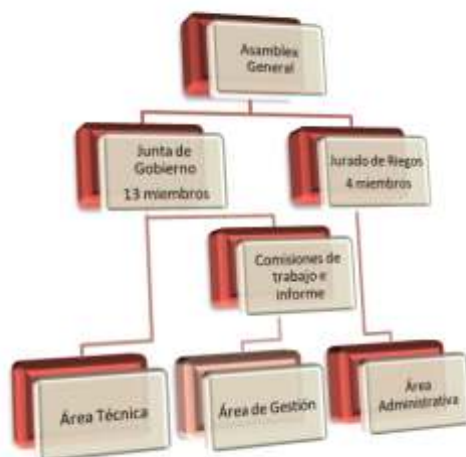 Asamblea
General
Junta de
Gobierno
13 miembros
Jurado de Riegos
4 miembros
Comisiones de
trabajo e
informe
Área Técnica
Área de Gestión
Área
Administrativa